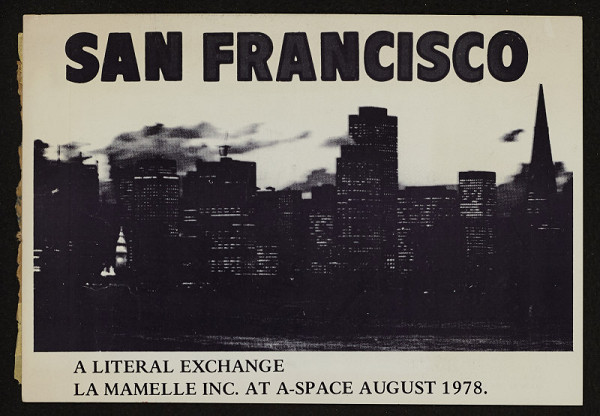 SAN FRANCISCO
A LITERAL EXCHANGE
LA MAMELLE INC. AT A-SPACE AUGUST 1978.